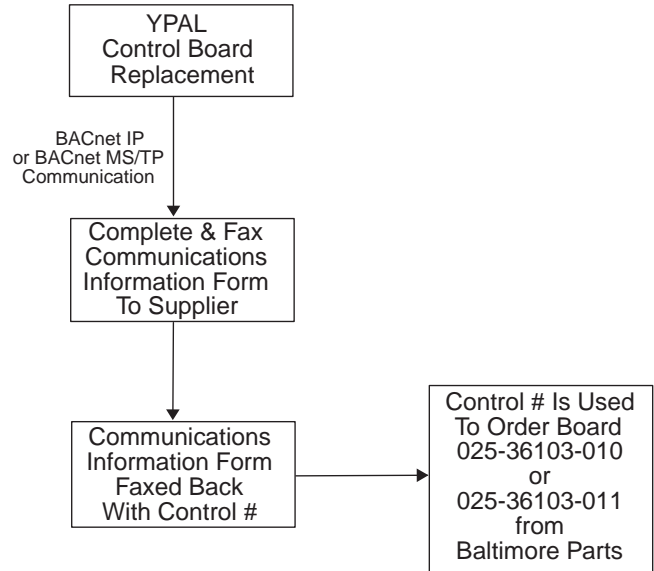 YPAL
Control Board
Replacement
BACnet IP
or BACnet MS/TP
Communication
Complete & Fax
Communications
Information Form
To Supplier
Communications
Information Form
Faxed Back
With Control #
Control # Is Used
To Order Board
025-36103-010
or
025-36103-011
from
Baltimore Parts